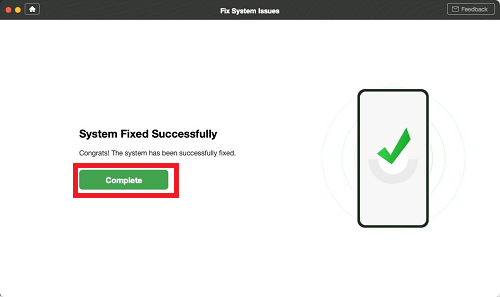 Fix System Issues
Feedback
System Fixed Successfully
Congrats! The system has been successfully fixed.
Complete